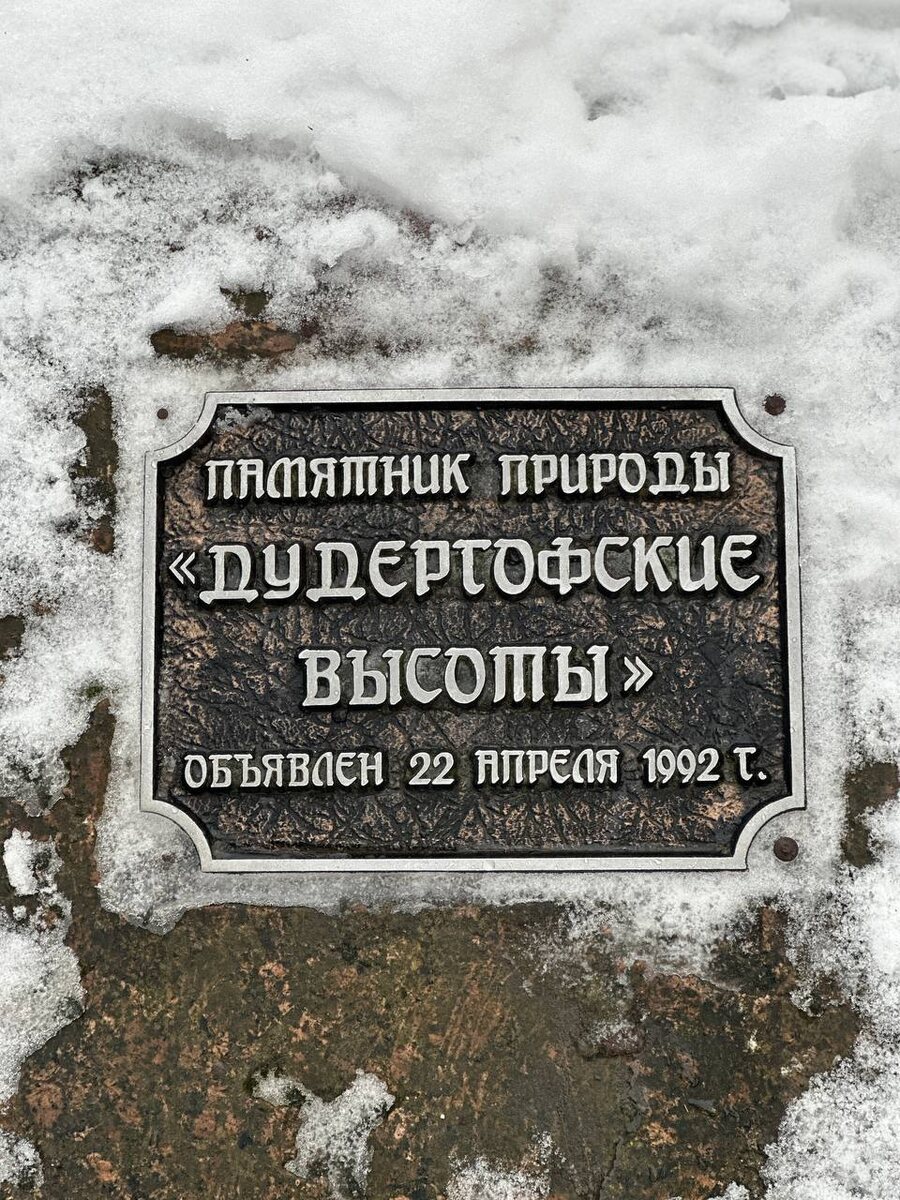 ПАМЯТНИК ПРИРОДЫ
«ДУДЕРГОФСКИЕ
ВЫСОТЫ»
ОБЪЯВЛЕН 22 АПРЕЛЯ 1992 Г.